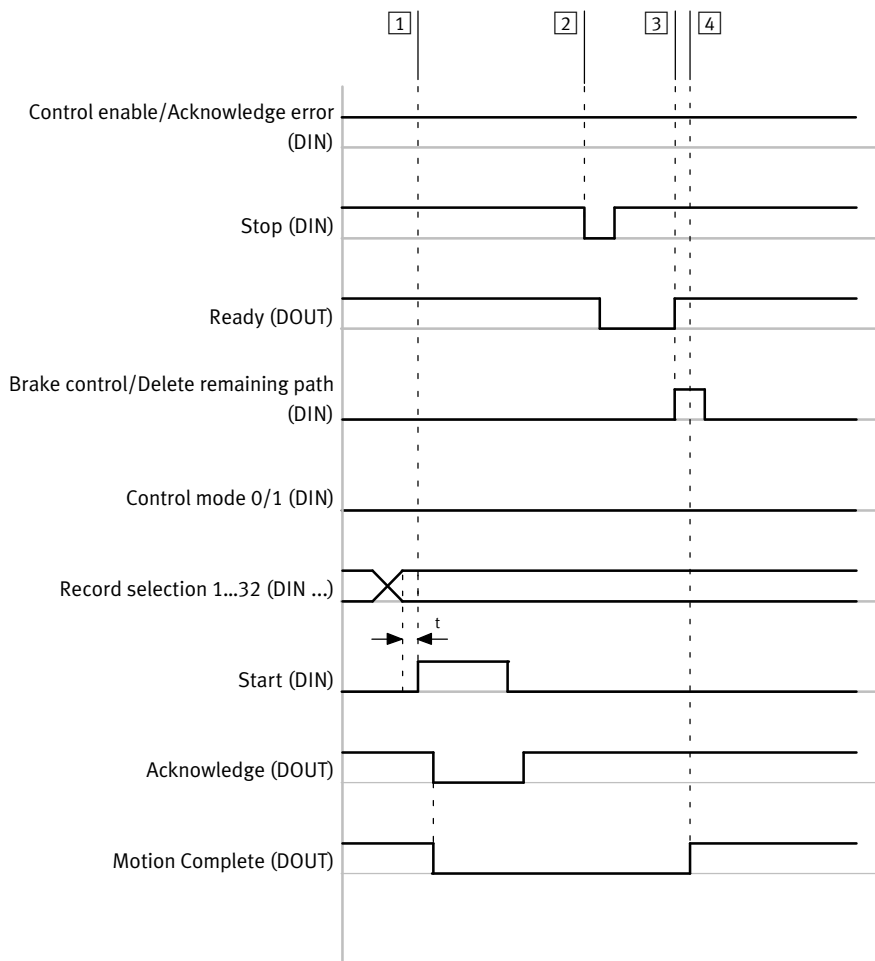 1 2 3 4
Control enable/Acknowledge error
(DIN)
Stop (DIN)
Ready (DOUT)
Brake control/Delete remaining path
(DIN)
Control mode 0/1 (DIN)
Record selection 1...32 (DIN ...)
t
Start (DIN)
Acknowledge (DOUT)
Motion Complete (DOUT)